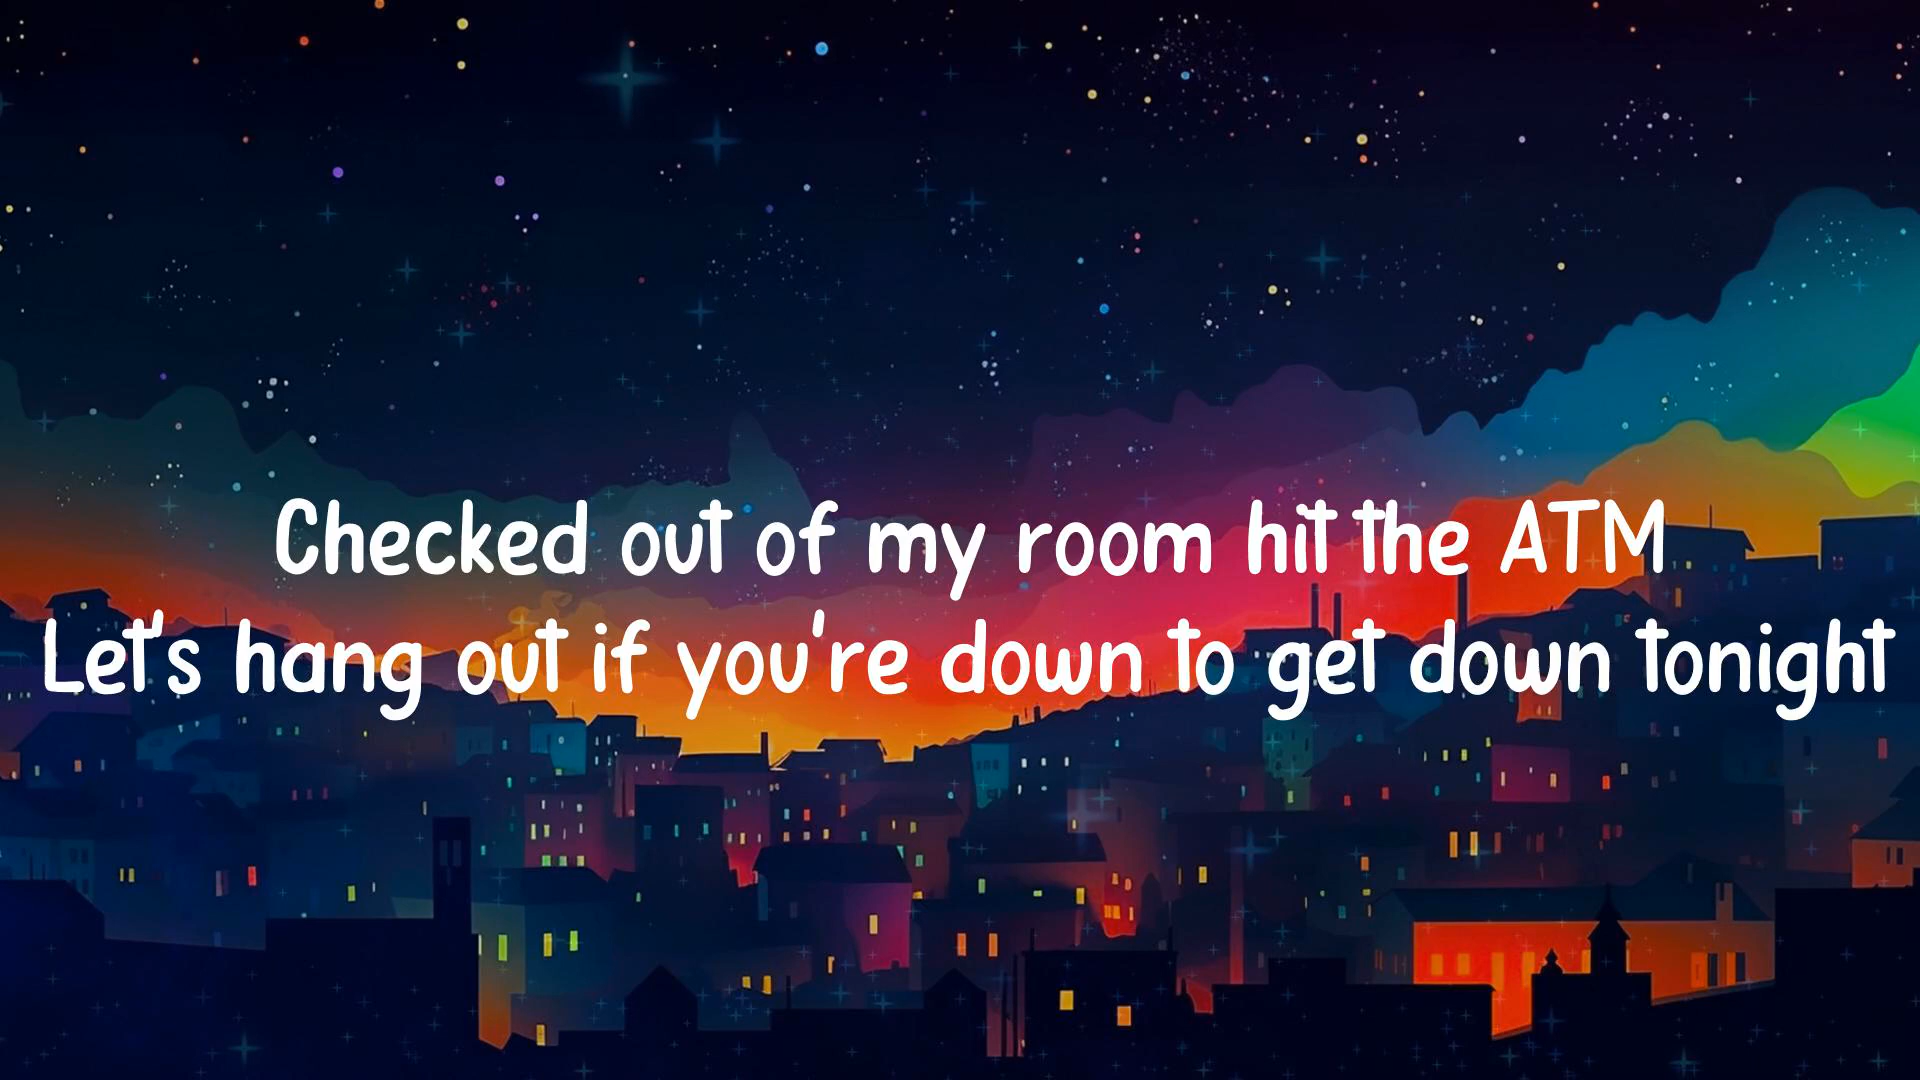 Checked out of my room hit the ATM
Let's hang out if you're down to get down tonight